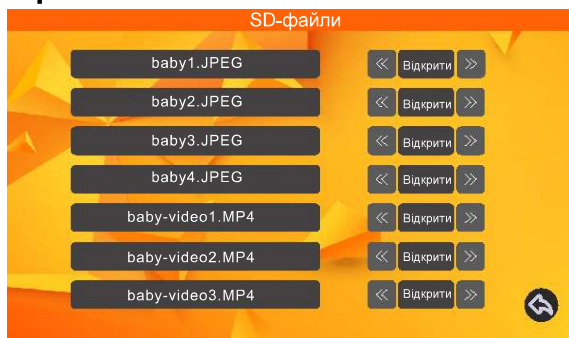 SD-файли
baby1.JPEG Відкрити
baby2.JPEG Відкрити
baby3.JPEG Відкрити
baby4.JPEG Відкрити
baby-video1.MP4 Відкрити
baby-video2.MP4 Відкрити
baby-video3.MP4 Відкрити